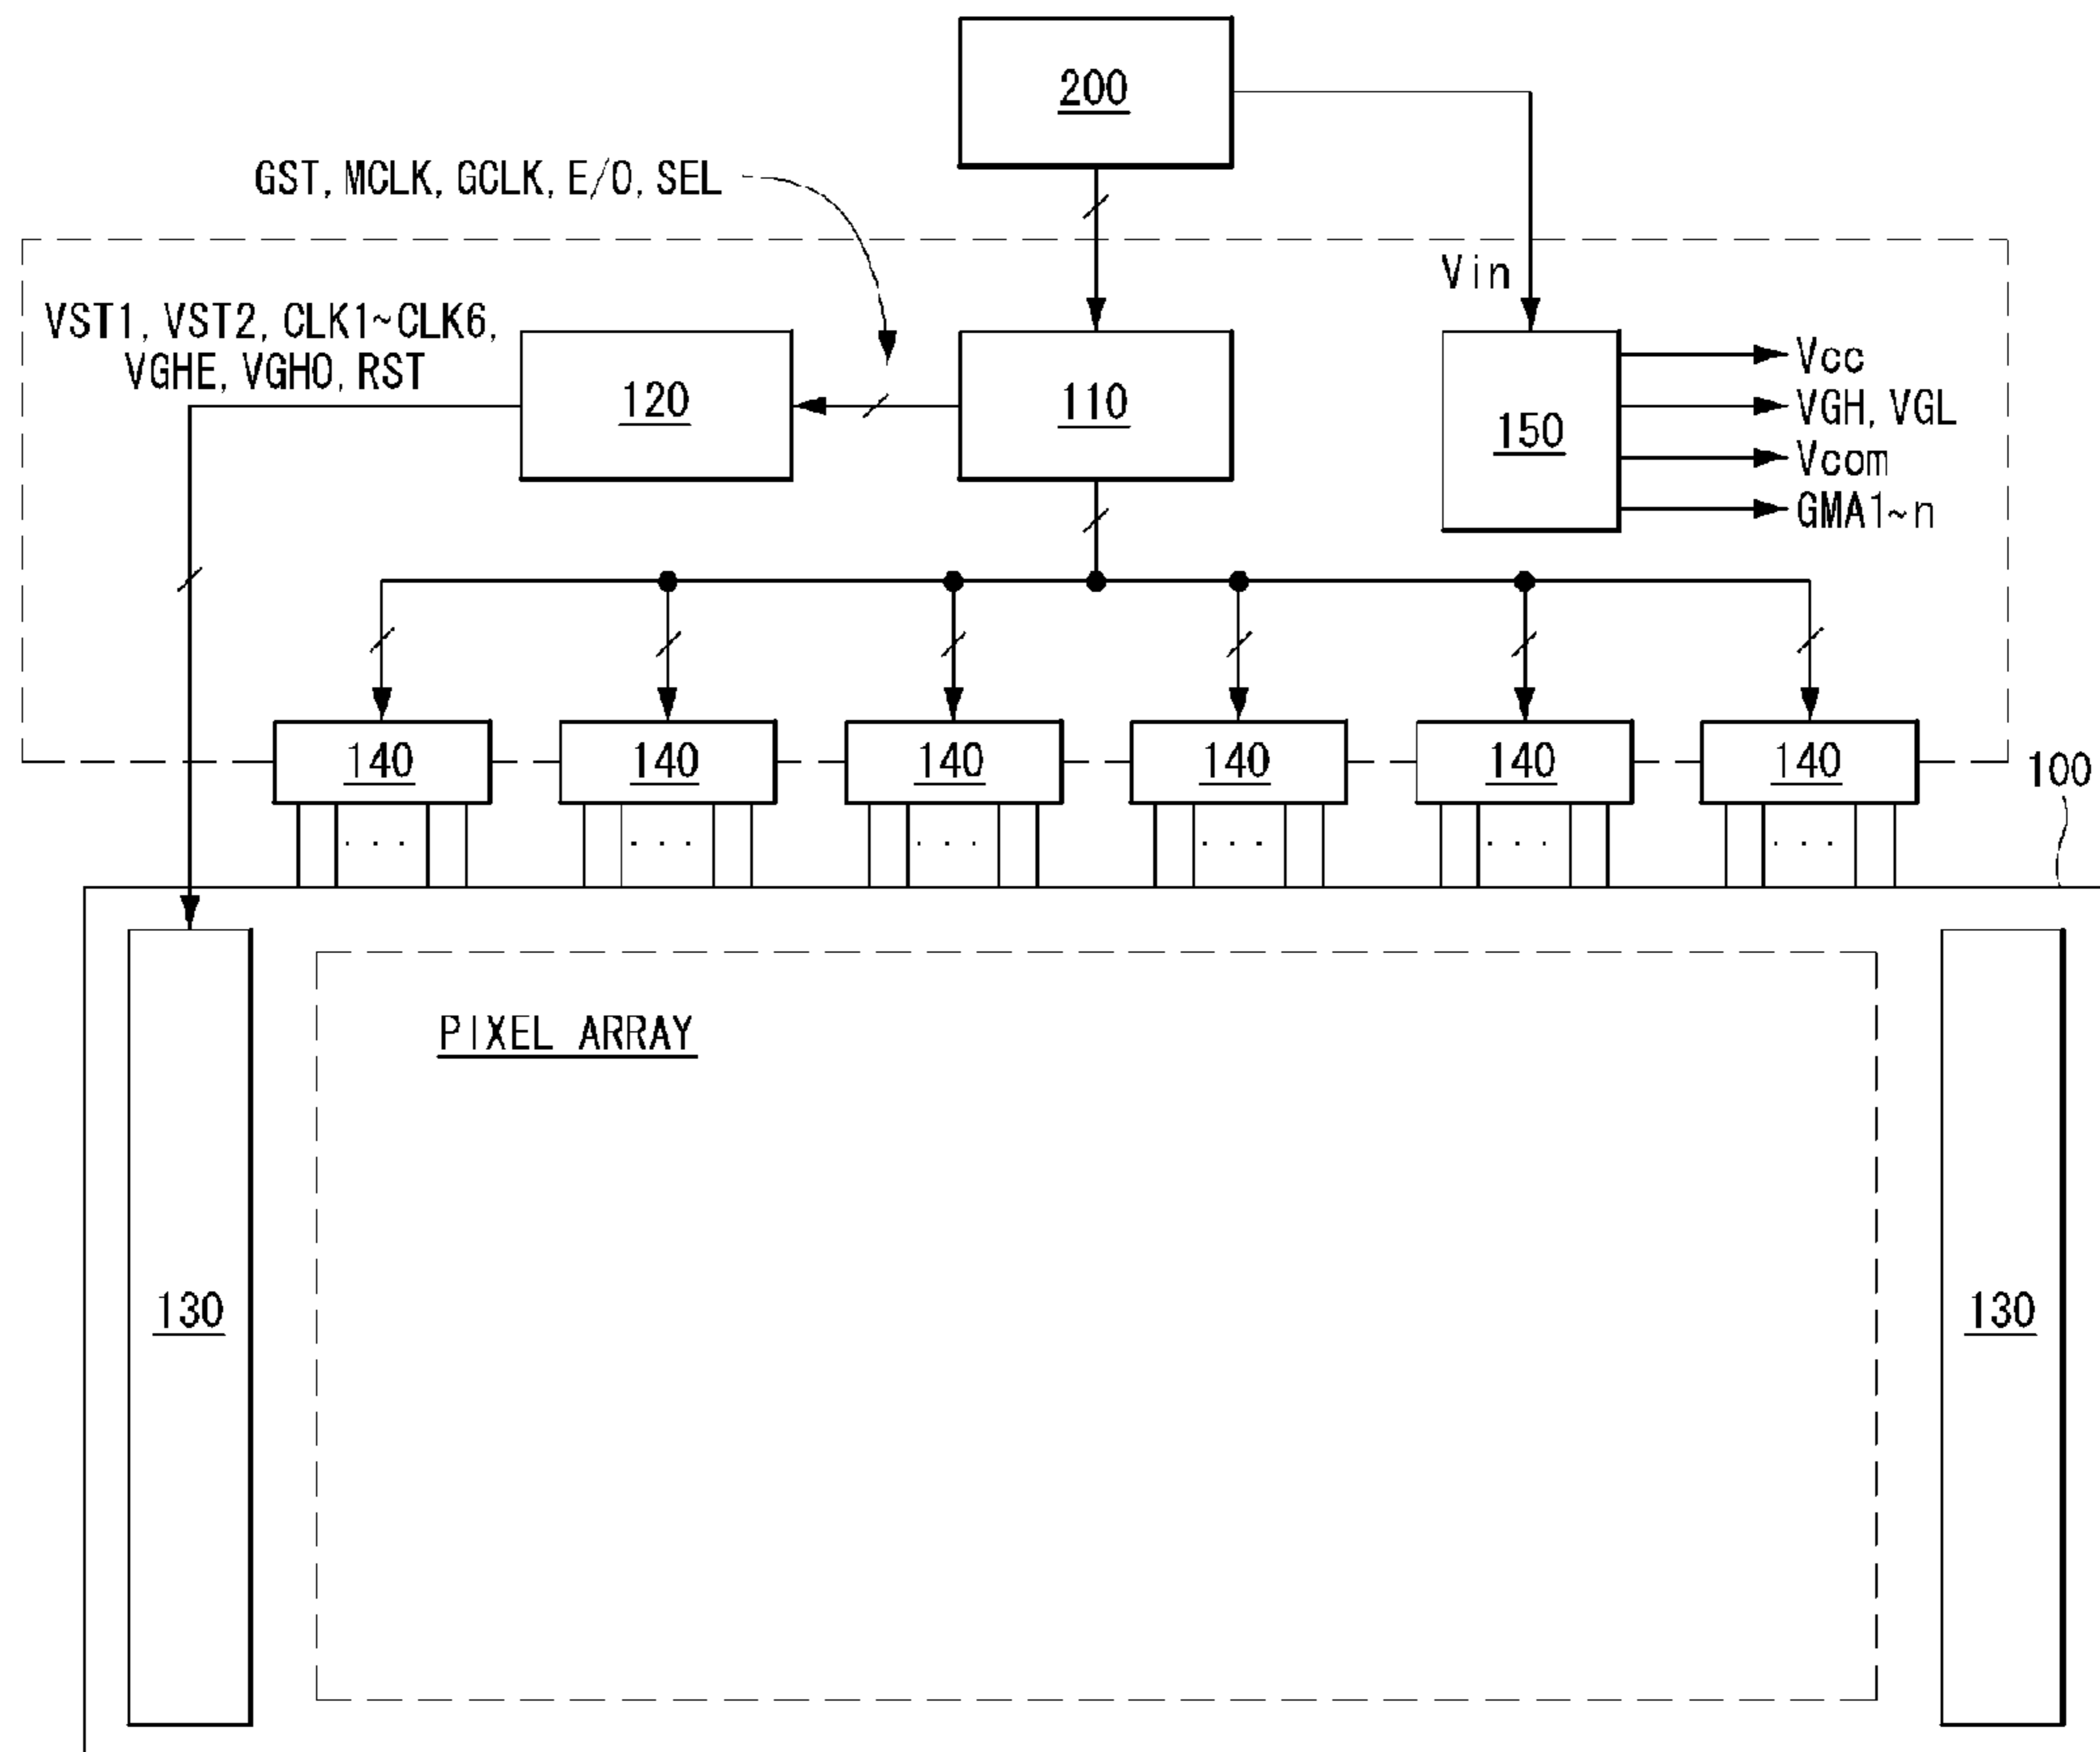 200
GST, MCLK, GCLK, E/O, SEL
Vin
VST1, VST2, CLK1~CLK6,
VGHE, VGHO, RST
120
110
150
Vcc
VGH, VGL
Vcom
GMA1~n
140
140
140
140
140
140
100
. . .
. . .
. . .
. . .
. . .
. . .
PIXEL ARRAY
130
130